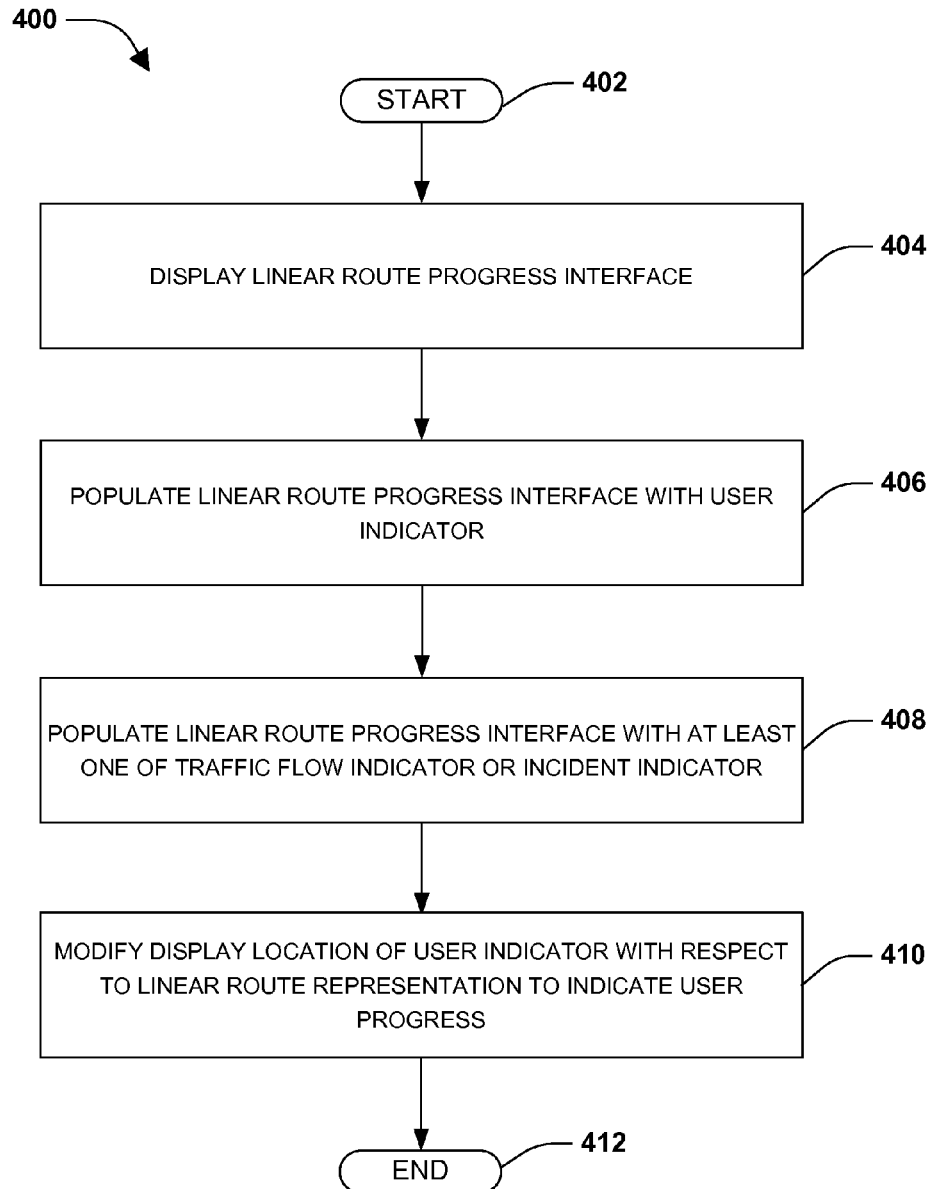 400
START
402
DISPLAY LINEAR ROUTE PROGRESS INTERFACE
404
POPULATE LINEAR ROUTE PROGRESS INTERFACE WITH USER
INDICATOR
406
POPULATE LINEAR ROUTE PROGRESS INTERFACE WITH AT LEAST
ONE OF TRAFFIC FLOW INDICATOR OR INCIDENT INDICATOR
408
MODIFY DISPLAY LOCATION OF USER INDICATOR WITH RESPECT
TO LINEAR ROUTE REPRESENTATION TO INDICATE USER
PROGRESS
410
END
412